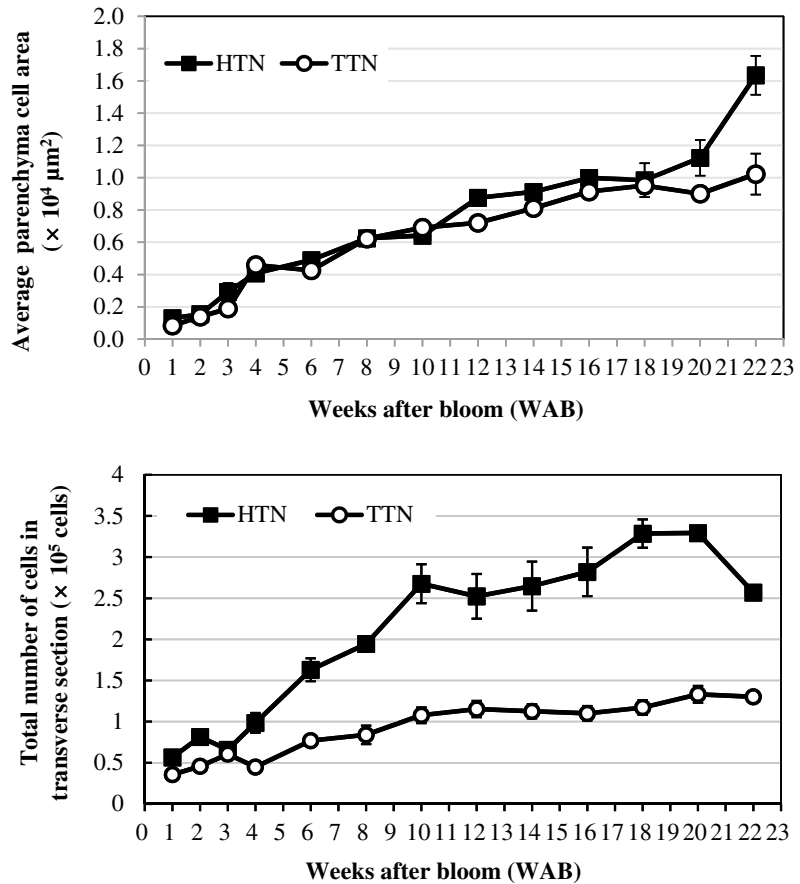 2.0
1.8
1.6
1.4
1.2
1.0
0.8
0.6
0.4
0.2
0.0
Average parenchyma cell area
(× 10⁴ µm²)
HTN TTN
0 1 2 3 4 6 7 8 9 10 11 12 13 14 15 16 17 18 19 20 21 22 23
Weeks after bloom (WAB)
4
3.5
3
2.5
2
1.5
1
0.5
0
Total number of cells in
transverse section (× 10⁵ cells)
HTN TTN
0 1 2 3 4 6 7 8 9 10 11 12 13 14 15 16 17 18 19 20 21 22 23
Weeks after bloom (WAB)